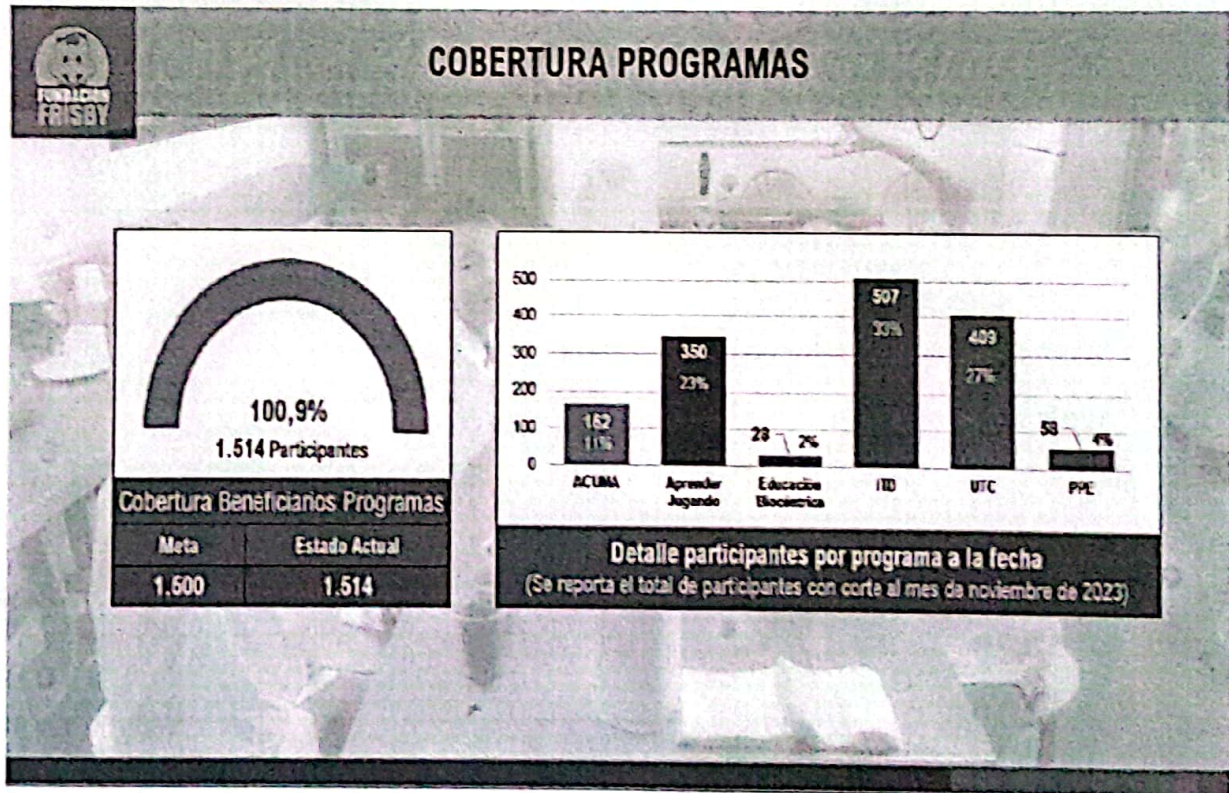 FUNDACIÓN
FRISBY
COBERTURA PROGRAMAS
100,9%
1.514 Participantes
Cobertura Beneficiarios Programas
Meta Estado Actual
1.500 1.514
500
400
300
200
100
0
162
11%
350
23%
28 2%
507
33%
409
27%
58 4%
ACUMA
Aprender
Jugando
Educación
Biocéntrica
ITD
UTC
PPE
Detalle participantes por programa a la fecha
(Se reporta el total de participantes con corte al mes de noviembre de 2023)